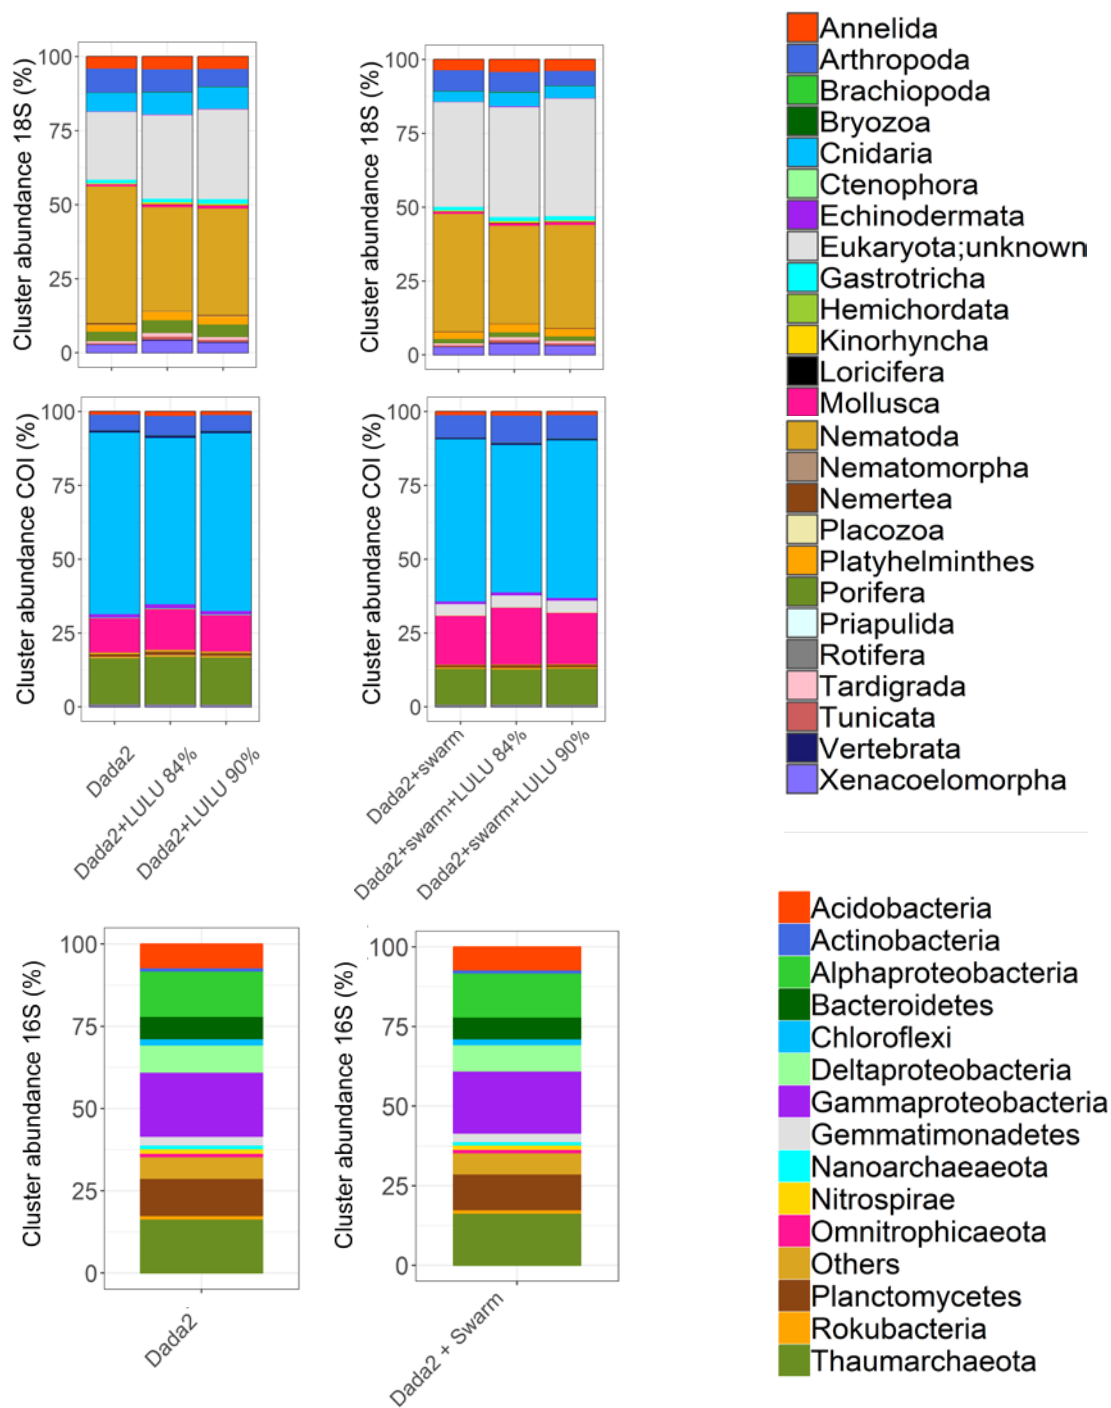 Cluster abundance 18S (%)
100
75
50
25
0
Cluster abundance 18S (%)
100
75
50
25
0
Cluster abundance COI (%)
100
75
50
25
0
Dada2
Dada2+LULU 84%
Dada2+LULU 90%
Cluster abundance COI (%)
100
75
50
25
0
Dada2+swarm
Dada2+swarm+LULU 84%
Dada2+swarm+LULU 90%
Annelida
Arthropoda
Brachiopoda
Bryozoa
Cnidaria
Ctenophora
Echinodermata
Eukaryota;unknown
Gastrotricha
Hemichordata
Kinorhyncha
Loricifera
Mollusca
Nematoda
Nematomorpha
Nemertea
Placozoa
Platyhelminthes
Porifera
Priapulida
Rotifera
Tardigrada
Tunicata
Vertebrata
Xenacoelomorpha
Cluster abundance 16S (%)
100
75
50
25
0
Dada2
Cluster abundance 16S (%)
100
75
50
25
0
Dada2 + Swarm
Acidobacteria
Actinobacteria
Alphaproteobacteria
Bacteroidetes
Chloroflexi
Deltaproteobacteria
Gammaproteobacteria
Gemmatimonadetes
Nanoarchaeaeota
Nitrospirae
Omnitrophicaeota
Others
Planctomycetes
Rokubacteria
Thaumarchaeota